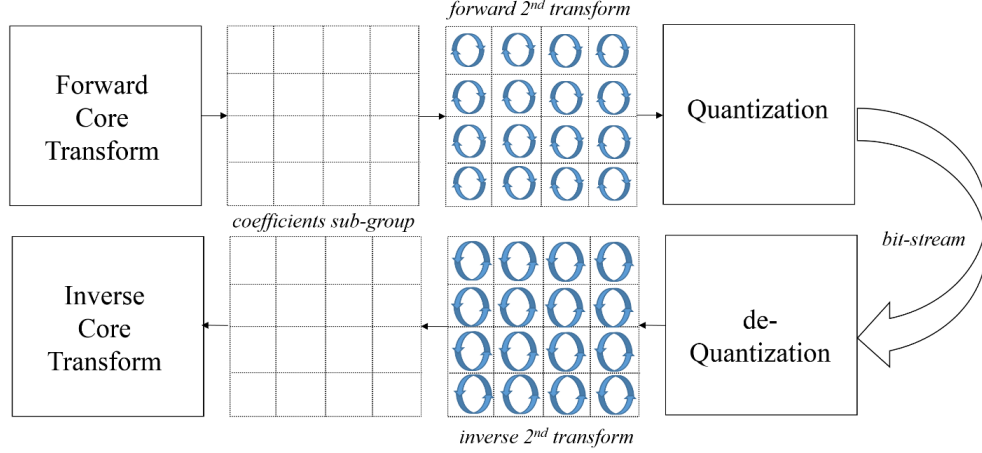 forward 2nd transform
Forward
Core
Transform
Quantization
coefficients sub-group
bit-stream
Inverse
Core
Transform
de-
Quantization
inverse 2nd transform